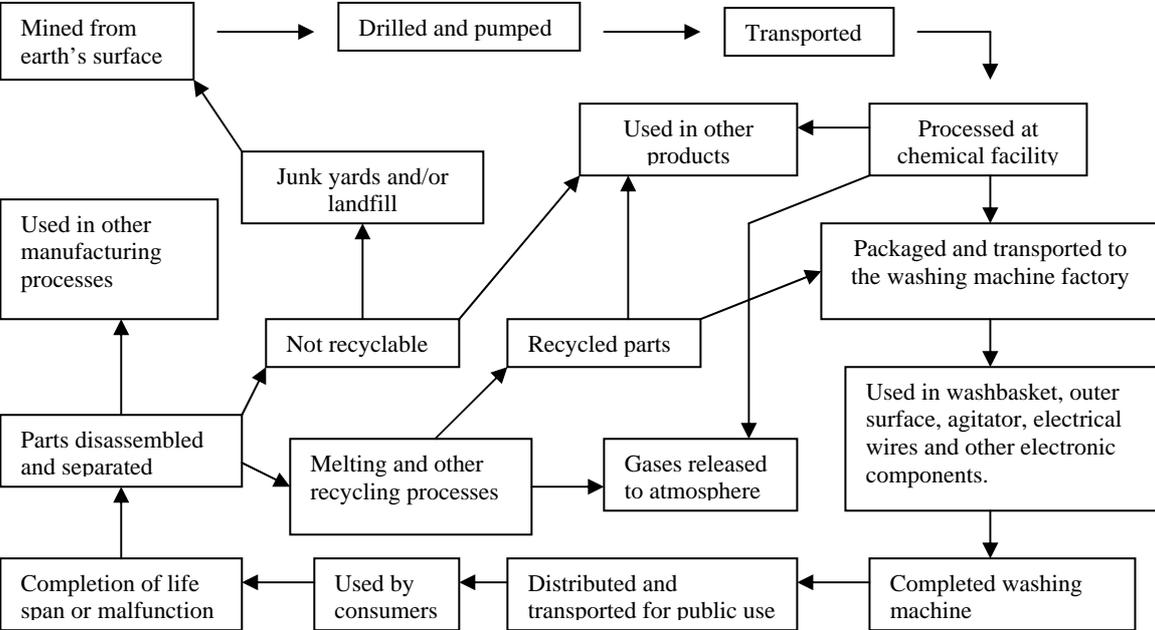 Mined from
earth's surface
Drilled and pumped
Transported
Used in other
products
Processed at
chemical facility
Junk yards and/or
landfill
Used in other
manufacturing
processes
Packaged and transported to
the washing machine factory
Not recyclable
Recycled parts
Used in washbasket, outer
surface, agitator, electrical
wires and other electronic
components.
Parts disassembled
and separated
Melting and other
recycling processes
Gases released
to atmosphere
Completion of life
span or malfunction
Used by
consumers
Distributed and
transported for public use
Completed washing
machine